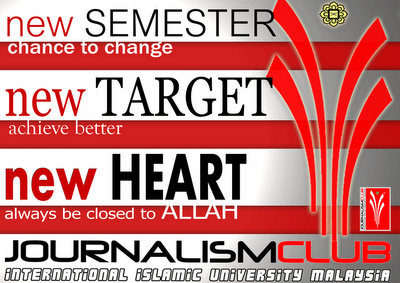 new SEMESTER
chance to change
new TARGET
achieve better
new HEART
always be closed to ALLAH
JOURNALISMCLUB
JOURNALISMCLUB
INTERNATIONAL ISLAMIC UNIVERSITY MALAYSIA